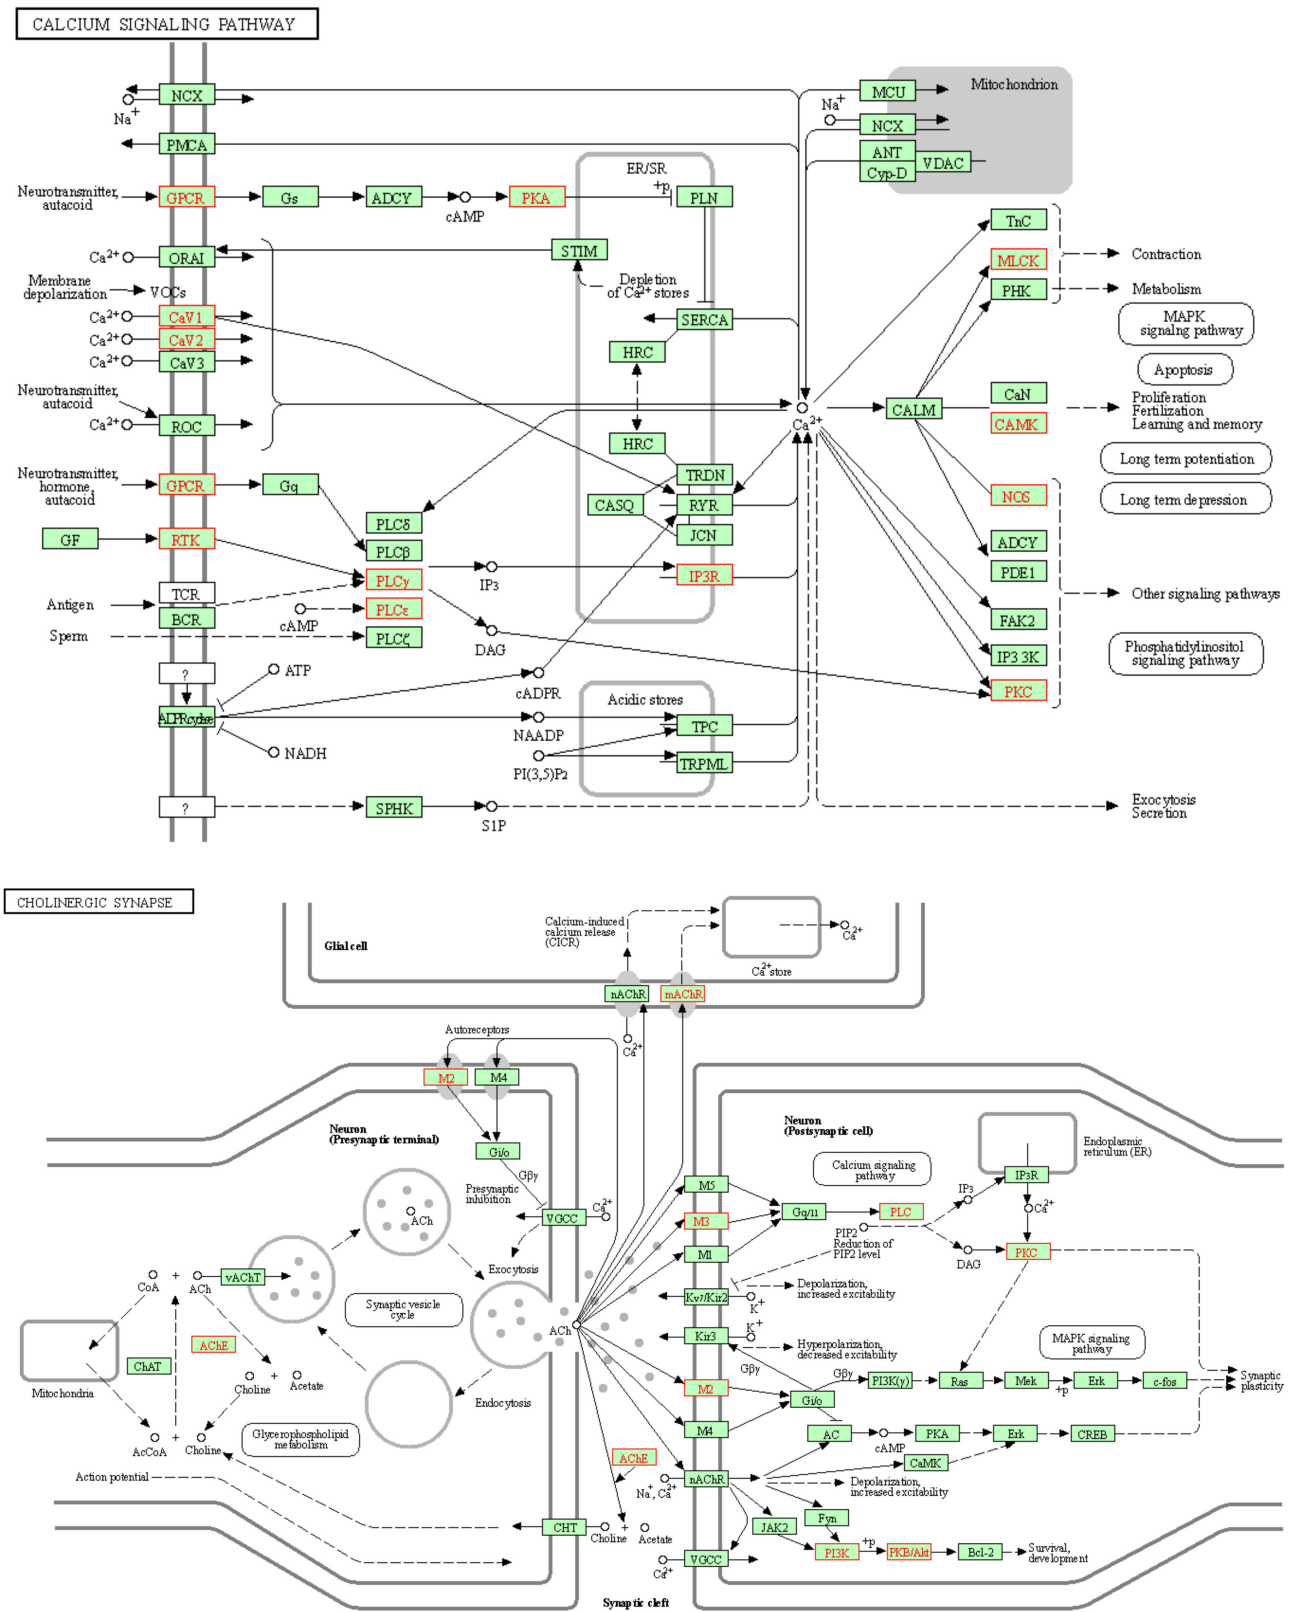 CALCIUM SIGNALING PATHWAY
NCX
Na+
PMCA
Neurotransmitter,
autacoid
GPCR
Gs
ADCY
cAMP
PKA
+p
ER/SR
PLN
MCU
Mitochondrion
Na+
NCX
ANT
Cyp-D
VDAC
Ca2+
ORAI
STIM
Depletion
of Ca2+ stores
Membrane
depolarization
VOCs
Ca2+
CaV1
Ca2+
CaV2
Ca2+
CaV3
SERCA
HRC
Neurotransmitter,
autacoid
Ca2+
ROC
HRC
Ca2+
CALM
TnC
MLCK
PHK
Contraction
Metabolism
MAPK
signalng pathway
Apoptosis
CaN
CAMK
Proliferation
Fertilization
Learning and memory
Long term potentiation
Long term depression
Neurotransmitter,
hormone,
autacoid
GPCR
Gq
GF
RTK
PLCδ
PLCβ
PLCγ
PLCε
PLCζ
CASQ
TRDN
RYR
JCN
IP3
IP3R
NOS
ADCY
PDE1
FAK2
IP3 3K
PKC
Other signaling pathways
Phosphatidylinositol
signaling pathway
Antigen
TCR
BCR
cAMP
Sperm
DAG
?
ATP
cADPR
NADH
NAADP
PI(3,5)P2
Acidic stores
TPC
TRPML
?
SPHK
S1P
Exocytosis
Secretion
CHOLINERGIC SYNAPSE
Glial cell
Calcium-induced
calcium release
(CICR)
Ca2+
Ca2+ store
nAChR
mAChR
Ca2+
Autoreceptors
M2
M4
Neuron
(Presynaptic terminal)
Gi/o
Gβγ
Presynaptic
inhibition
VGCC
Ca2+
Exocytosis
ACh
CoA
+
ACh
vAChT
Synaptic vesicle
cycle
ACh
Mitochondria
ChAT
AChE
Choline
+
Acetate
Endocytosis
AcCoA
+
Choline
Glycerophospholipid
metabolism
Action potential
CHT
Choline
+
Acetate
AChE
Synaptic cleft
Neuron
(Postsynaptic cell)
Calcium signaling
pathway
Endoplasmic
reticulum (ER)
M5
M3
M1
Gq/11
PLC
IP3
IP3R
Ca2+
PIP2
Reduction of
PIP2 level
DAG
PKC
Kv7/Kir2
K+
Depolarization,
increased excitability
Kir3
K+
Hyperpolarization,
decreased excitability
MAPK signaling
pathway
Gβγ
Gβγ
M2
Gi/o
PI3K(γ)
Ras
Mek
+p
Erk
c-fos
Synaptic
plasticity
M4
AC
cAMP
PKA
Erk
CREB
CaMK
nAChR
Na+, Ca2+
Depolarization,
increased excitability
JAK2
Fyn
PI3K
+p
PKB/Akt
Bcl-2
Survival,
development
VGCC
Ca2+